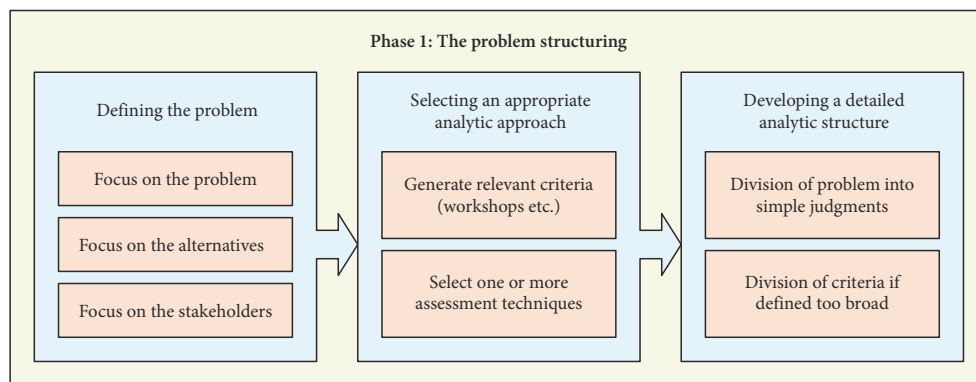 Phase 1: The problem structuring
Defining the problem
Focus on the problem
Focus on the alternatives
Focus on the stakeholders
Selecting an appropriate
analytic approach
Generate relevant criteria
(workshops etc.)
Select one or more
assessment techniques
Developing a detailed
analytic structure
Division of problem into
simple judgments
Division of criteria if
defined too broad